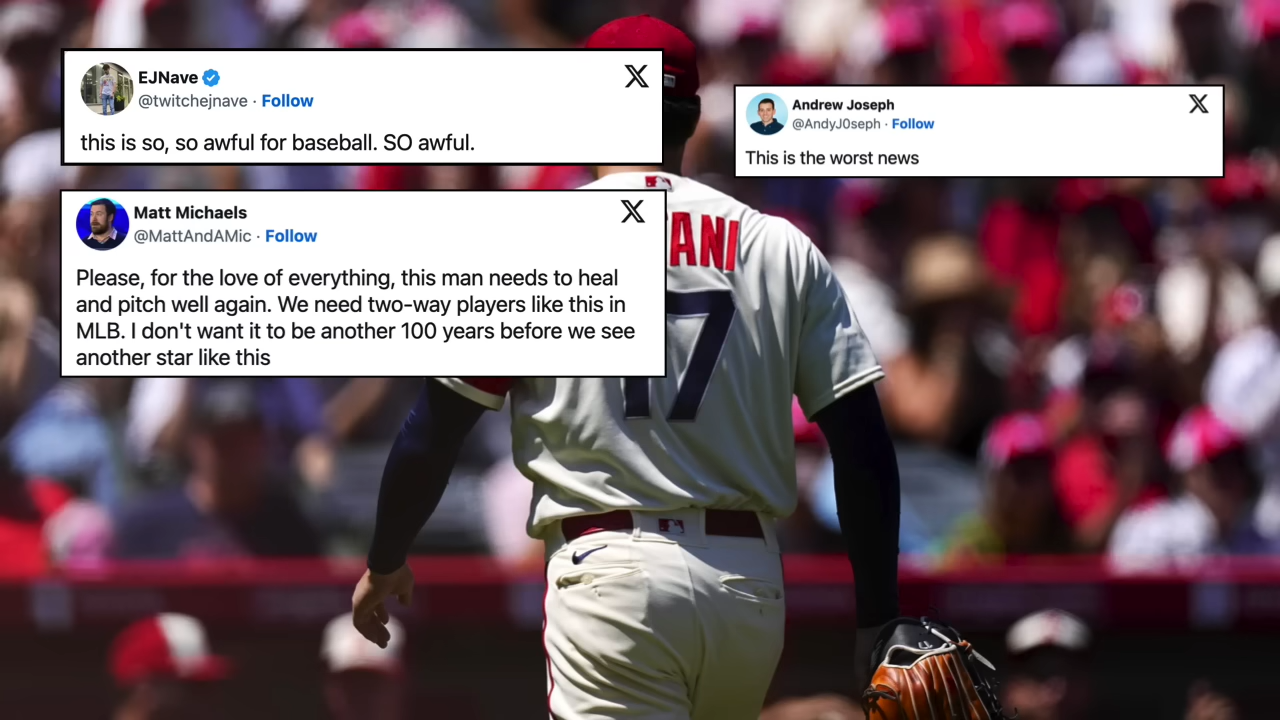 EJNave
@twitchejnave · Follow
this is so, so awful for baseball. SO awful.
Andrew Joseph
@AndyJ0seph · Follow
This is the worst news
Matt Michaels
@MattAndAMic · Follow
Please, for the love of everything, this man needs to heal
and pitch well again. We need two-way players like this in
MLB. I don't want it to be another 100 years before we see
another star like this
TANI
17